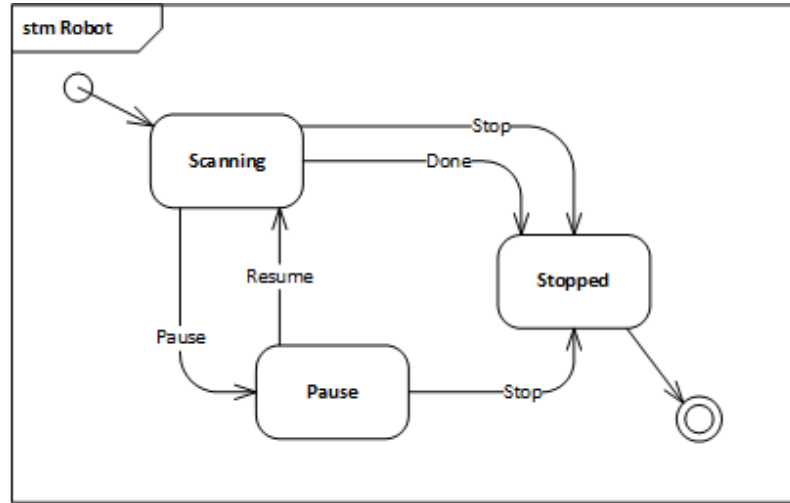 stm Robot
Stop
Scanning
Done
Resume
Stopped
Pause
Pause
Stop